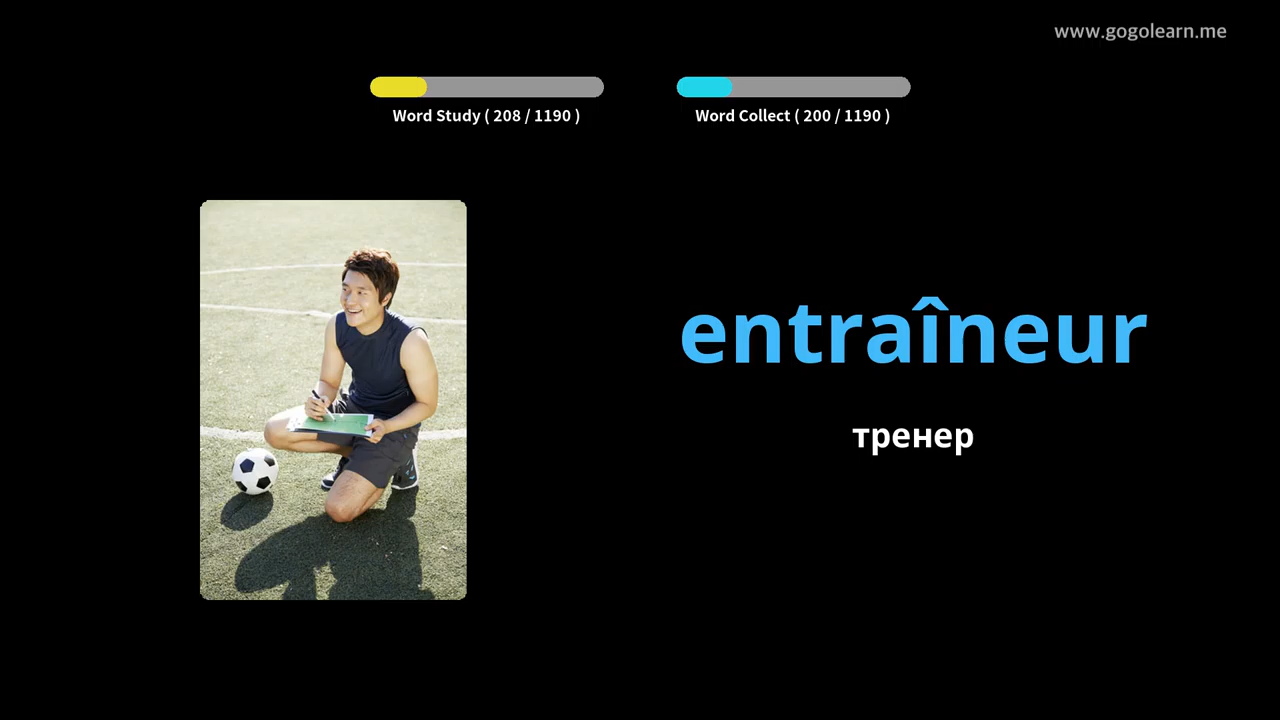 www.gogolearn.me
Word Study ( 208 / 1190 )
Word Collect ( 200 / 1190 )
entraîneur
тренер